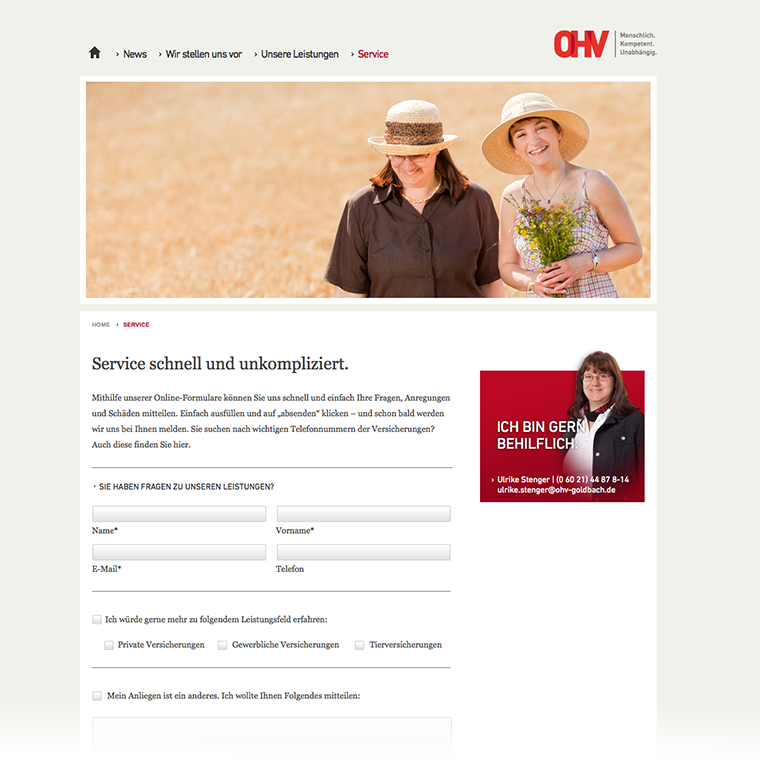 › News › Wir stellen uns vor › Unsere Leistungen › Service
OHV
Menschlich.
Kompetent.
Unabhängig.
HOME › SERVICE
Service schnell und unkompliziert.
Mithilfe unserer Online-Formulare können Sie uns schnell und einfach Ihre Fragen, Anregungen
und Schäden mitteilen. Einfach ausfüllen und auf „absenden“ klicken – und schon bald werden
wir uns bei Ihnen melden. Sie suchen nach wichtigen Telefonnummern der Versicherungen?
Auch diese finden Sie hier.
› SIE HABEN FRAGEN ZU UNSEREN LEISTUNGEN?
Name* Vorname*
E-Mail* Telefon
Ich würde gerne mehr zu folgendem Leistungsfeld erfahren:
Private Versicherungen Gewerbliche Versicherungen Tierversicherungen
Mein Anliegen ist ein anderes. Ich wollte Ihnen Folgendes mitteilen:
ICH BIN GERN
BEHILFLICH:
› Ulrike Stenger | (0 60 21) 44 87 8-14
ulrike.stenger@ohv-goldbach.de